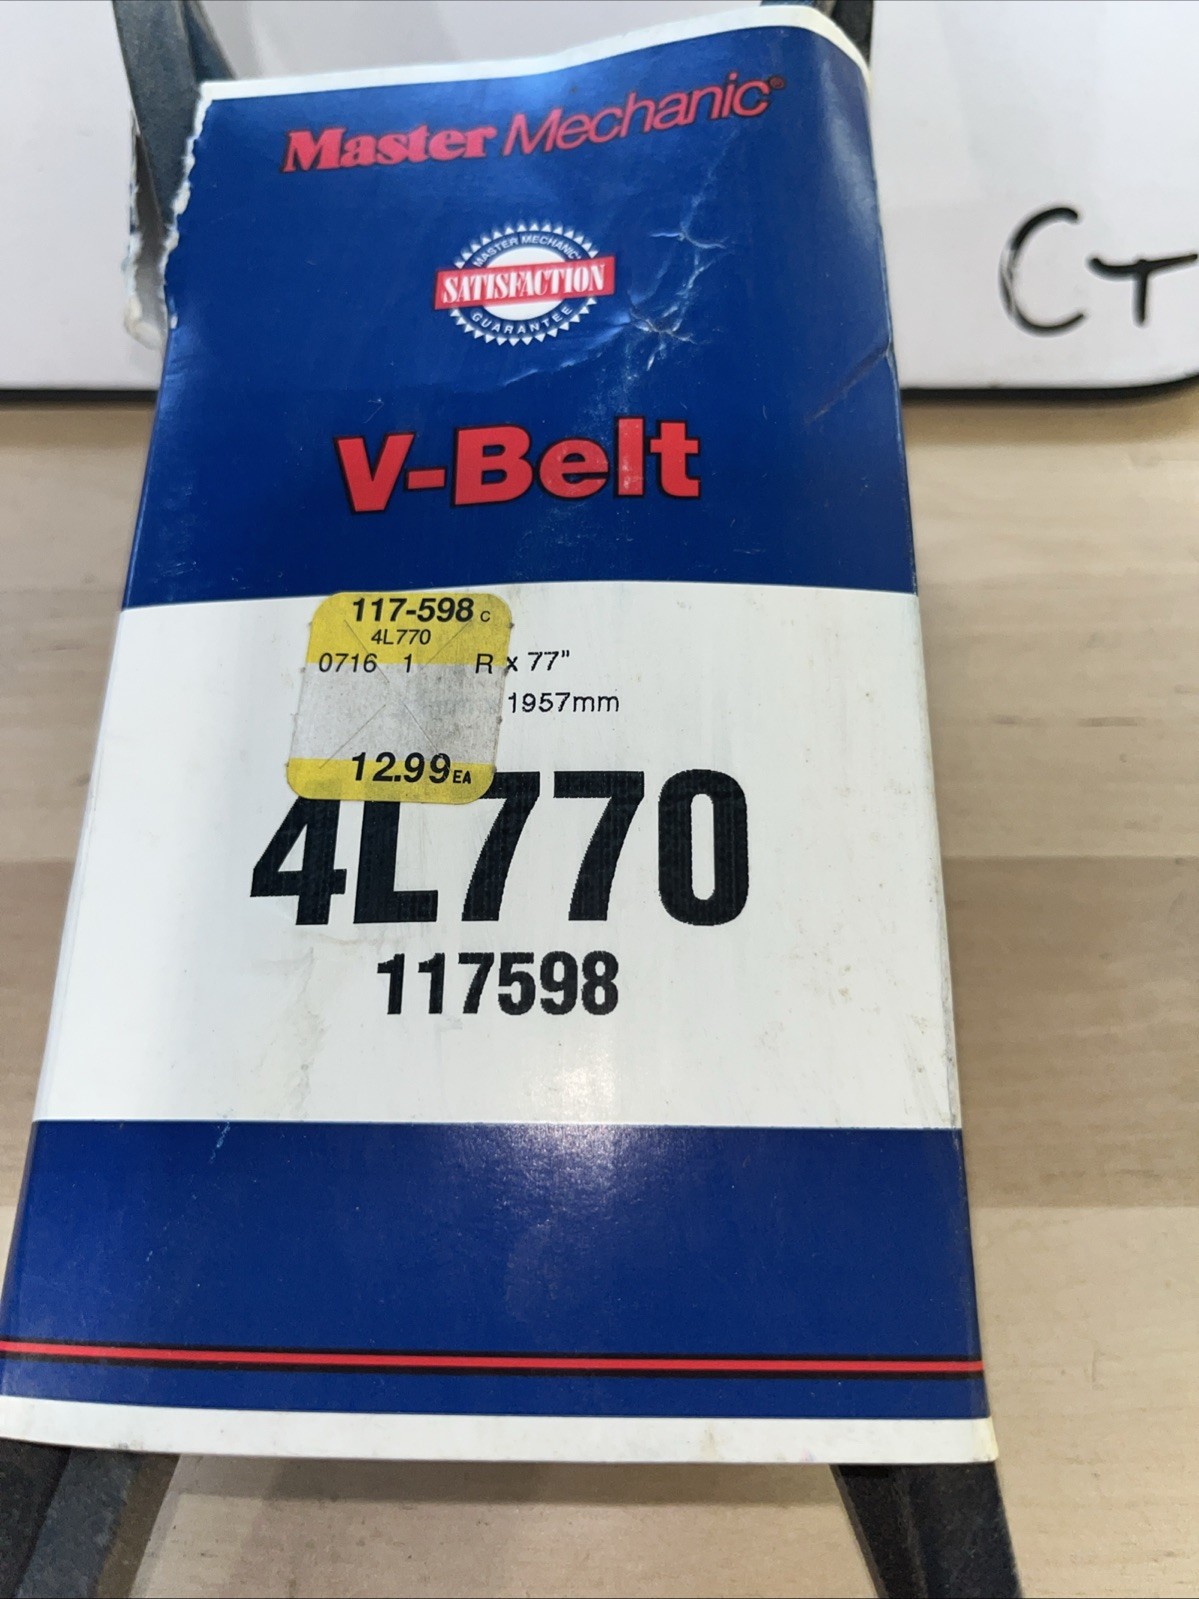 Master Mechanic®
MASTER MECHANIC
SATISFACTION
GUARANTEE
V-Belt
117-598 C
4L770
0716 1 R
x 77"
1957mm
12.99 EA
4L770
117598
CT